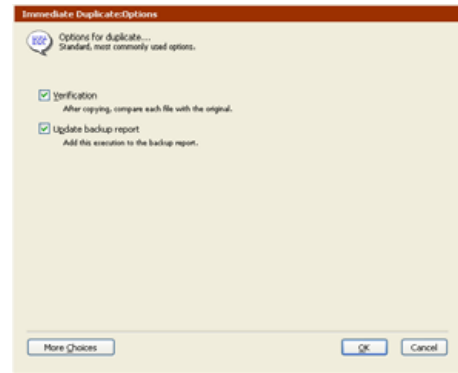 Immediate Duplicate:Options
Options for duplicate...
Standard, most commonly used options.
Verification
After copying, compare each file with the original.
Update backup report
Add this execution to the backup report.
More Choices
OK
Cancel